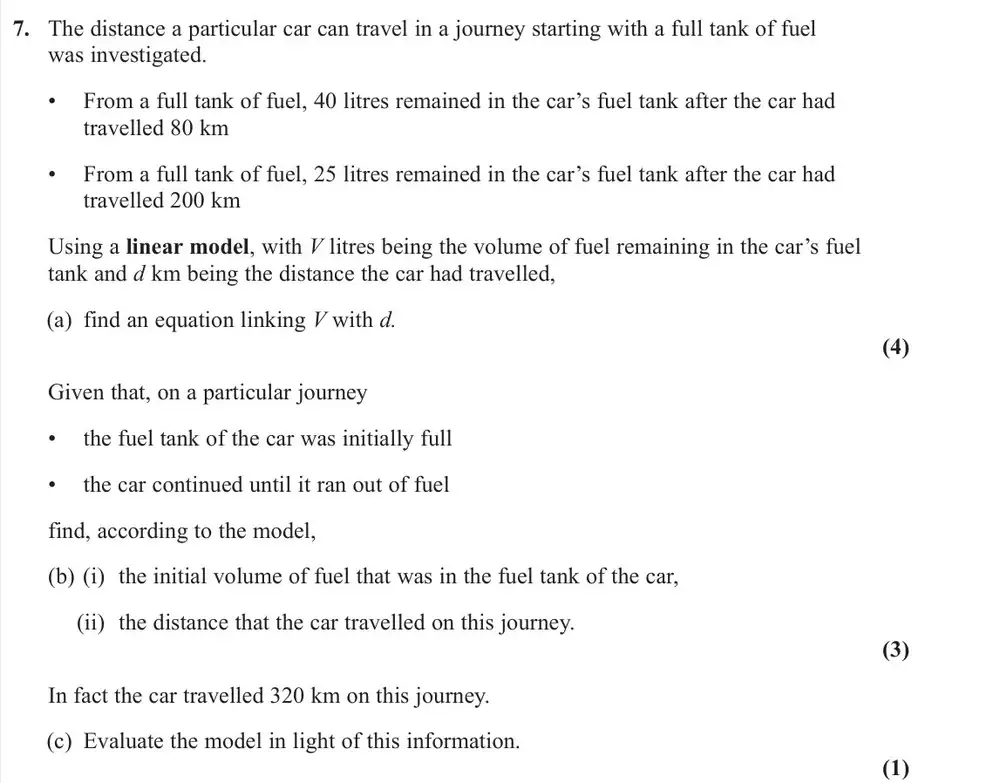 7. The distance a particular car can travel in a journey starting with a full tank of fuel
was investigated.
• From a full tank of fuel, 40 litres remained in the car’s fuel tank after the car had
travelled 80 km
• From a full tank of fuel, 25 litres remained in the car’s fuel tank after the car had
travelled 200 km
Using a linear model, with V litres being the volume of fuel remaining in the car’s fuel
tank and d km being the distance the car had travelled,
(a) find an equation linking V with d.
(4)
Given that, on a particular journey
• the fuel tank of the car was initially full
• the car continued until it ran out of fuel
find, according to the model,
(b) (i) the initial volume of fuel that was in the fuel tank of the car,
(ii) the distance that the car travelled on this journey.
(3)
In fact the car travelled 320 km on this journey.
(c) Evaluate the model in light of this information.
(1)